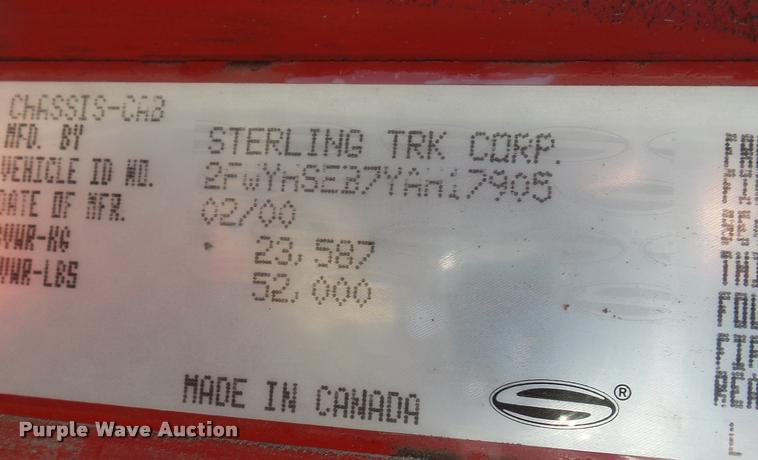 CHASSIS-CAB
MFD. BY STERLING TRK CORP.
VEHICLE ID NO.
DATE OF MFR. 02/00
GVWR-KG 23,587
GVWR-LBS 52,000
MADE IN CANADA
®
Purple Wave Auction